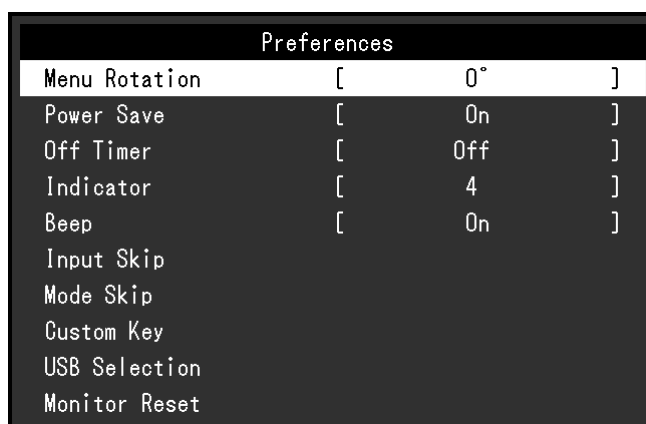 Preferences
Menu Rotation [ 0° ]
Power Save [ On ]
Off Timer [ Off ]
Indicator [ 4 ]
Beep [ On ]
Input Skip
Mode Skip
Custom Key
USB Selection
Monitor Reset